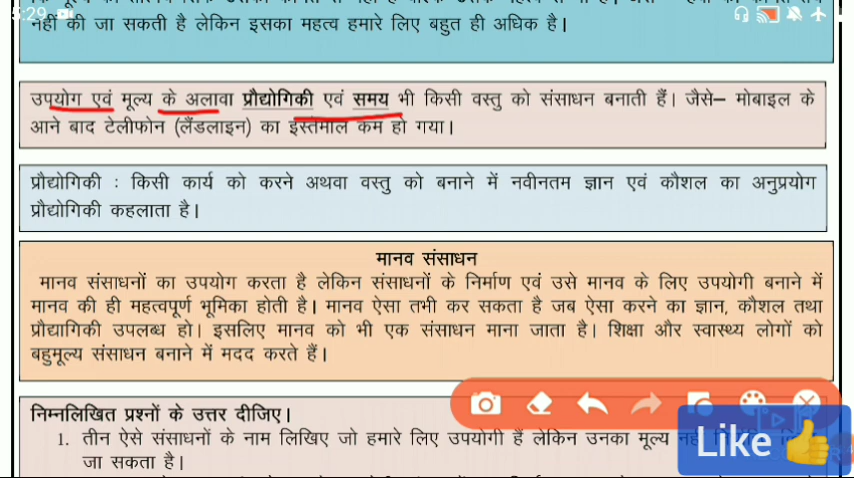 5:29
नहीं की जा सकती है लेकिन इसका महत्व हमारे लिए बहुत ही अधिक है।
उपयोग एवं मूल्य के अलावा प्रौद्योगिकी एवं समय भी किसी वस्तु को संसाधन बनाती हैं। जैसे– मोबाइल के
आने बाद टेलीफोन (लैंडलाइन) का इस्तेमाल कम हो गया।
प्रौद्योगिकी : किसी कार्य को करने अथवा वस्तु को बनाने में नवीनतम ज्ञान एवं कौशल का अनुप्रयोग
प्रौद्योगिकी कहलाता है।
मानव संसाधन
मानव संसाधनों का उपयोग करता है लेकिन संसाधनों के निर्माण एवं उसे मानव के लिए उपयोगी बनाने में
मानव की ही महत्वपूर्ण भूमिका होती है। मानव ऐसा तभी कर सकता है जब ऐसा करने का ज्ञान, कौशल तथा
प्रौद्यागिकी उपलब्ध हो। इसलिए मानव को भी एक संसाधन माना जाता है। शिक्षा और स्वास्थ्य लोगों को
बहुमूल्य संसाधन बनाने में मदद करते हैं।
निम्नलिखित प्रश्नों के उत्तर दीजिए।
1. तीन ऐसे संसाधनों के नाम लिखिए जो हमारे लिए उपयोगी हैं लेकिन उनका मूल्य
जा सकता है।
Like